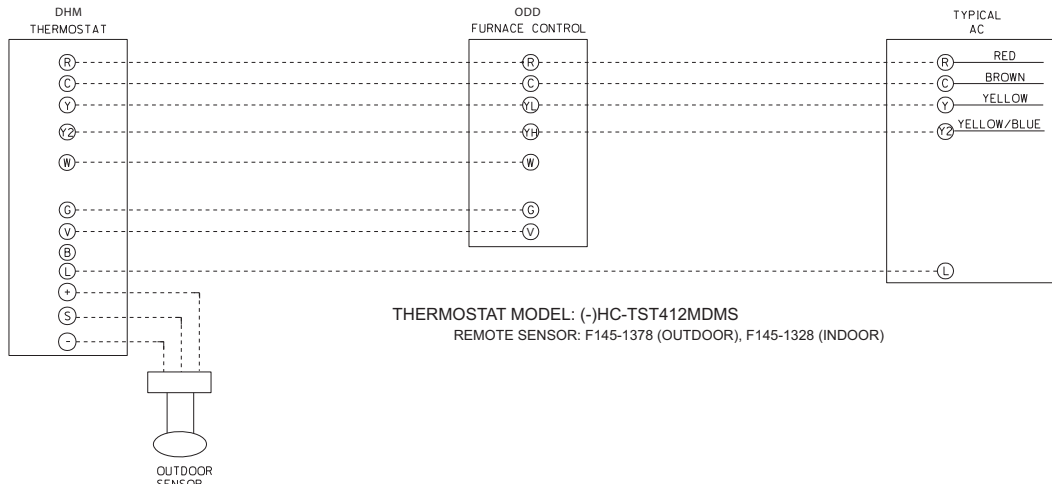 DHM
THERMOSTAT
R
C
Y
Y2
W
G
V
B
L
+
S
-
OUTDOOR
SENSOR
ODD
FURNACE CONTROL
R
C
YL
YH
W
G
V
TYPICAL
AC
R RED
C BROWN
Y YELLOW
Y2 YELLOW/BLUE
L
THERMOSTAT MODEL: (-)HC-TST412MDMS
REMOTE SENSOR: F145-1378 (OUTDOOR), F145-1328 (INDOOR)